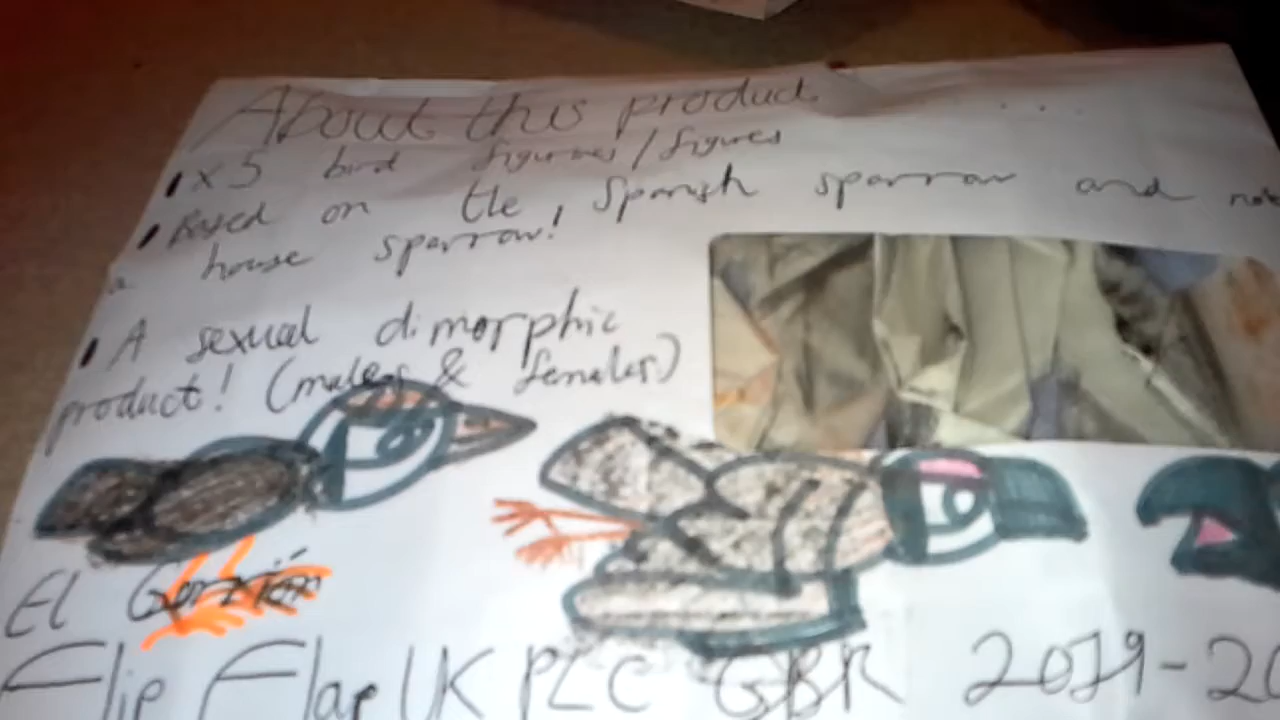 About this product
x5 bird figures/figures
Based on the, Spanish sparrow and not
a house sparrow!
A sexual dimorphic
product! (males & females)
El Gorrión
Flip Flap UK PLC GBR 2019-20